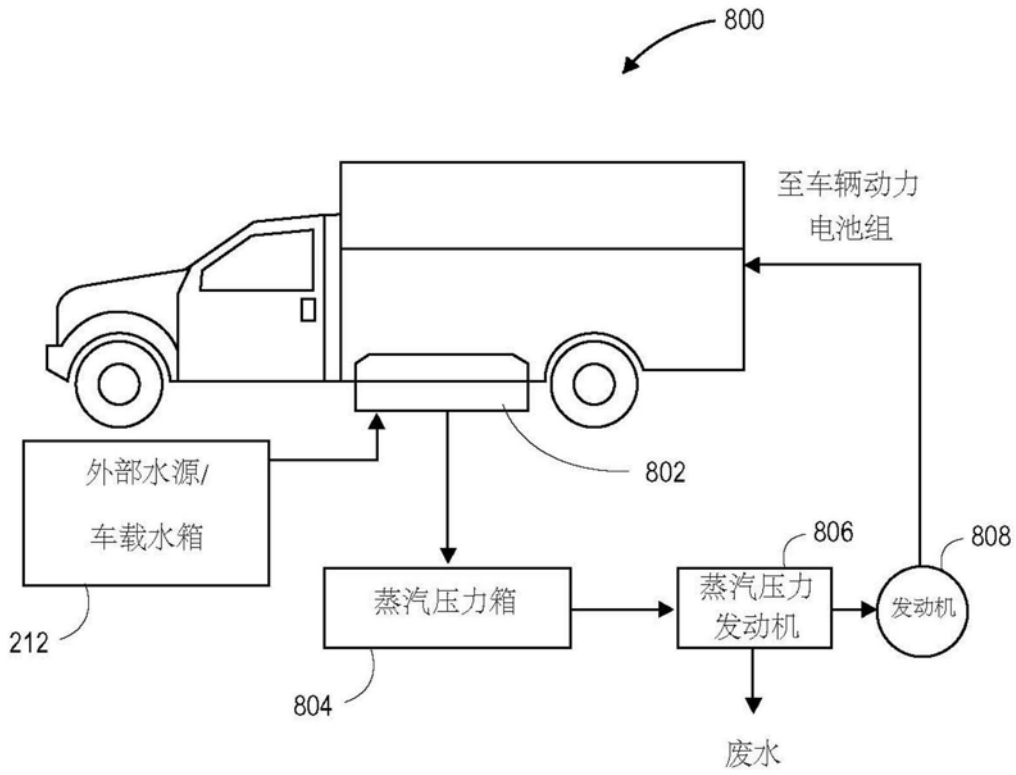 800
至车辆动力
电池组
外部水源/
车载水箱
802
212
蒸汽压力箱
804
806
蒸汽压力
发动机
808
发动机
废水